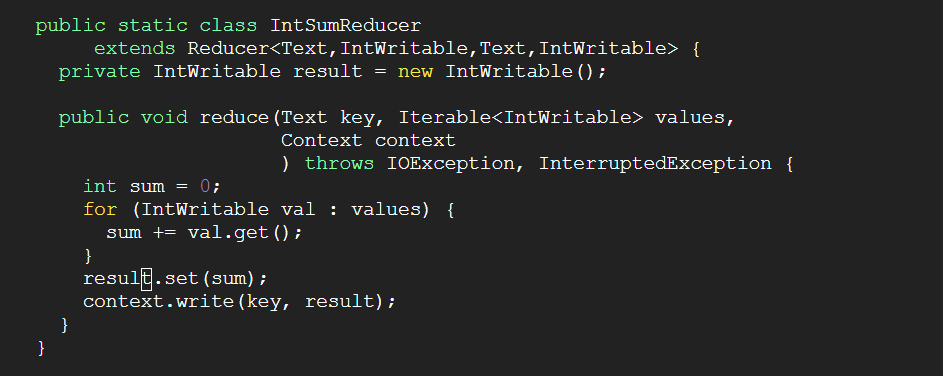 public static class IntSumReducer
     extends Reducer<Text,IntWritable,Text,IntWritable> {
  private IntWritable result = new IntWritable();

  public void reduce(Text key, Iterable<IntWritable> values,
                     Context context
                     ) throws IOException, InterruptedException {
    int sum = 0;
    for (IntWritable val : values) {
      sum += val.get();
    }
    result.set(sum);
    context.write(key, result);
  }
}